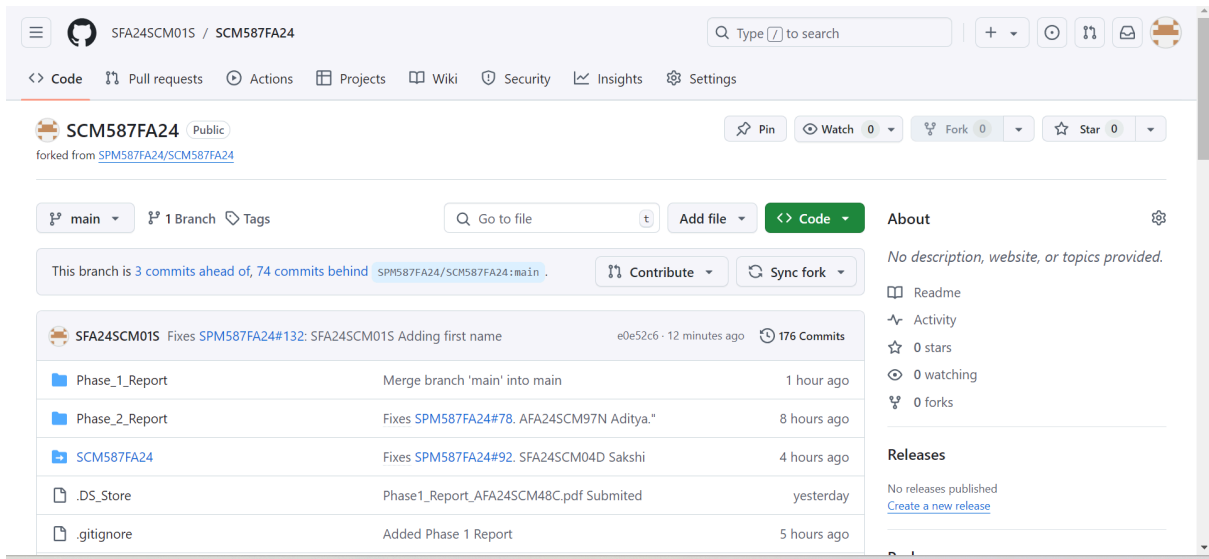 SFA24SCM01S / SCM587FA24
Type / to search
Code Pull requests Actions Projects Wiki Security Insights Settings
SCM587FA24 Public
Pin Watch 0 Fork 0 Star 0
forked from SPM587FA24/SCM587FA24
main 1 Branch Tags
Go to file t
Add file Code
About
No description, website, or topics provided.
This branch is 3 commits ahead of, 74 commits behind SPM587FA24/SCM587FA24:main .
Contribute Sync fork
Readme
Activity
0 stars
0 watching
0 forks
SFA24SCM01S Fixes SPM587FA24#132: SFA24SCM01S Adding first name e0e52c6 · 12 minutes ago 176 Commits
Phase_1_Report Merge branch 'main' into main 1 hour ago
Phase_2_Report Fixes SPM587FA24#78. AFA24SCM97N Aditya." 8 hours ago
SCM587FA24 Fixes SPM587FA24#92. SFA24SCM04D Sakshi 4 hours ago
.DS_Store Phase1_Report_AFA24SCM48C.pdf Submited yesterday
.gitignore Added Phase 1 Report 5 hours ago
Releases
No releases published
Create a new release